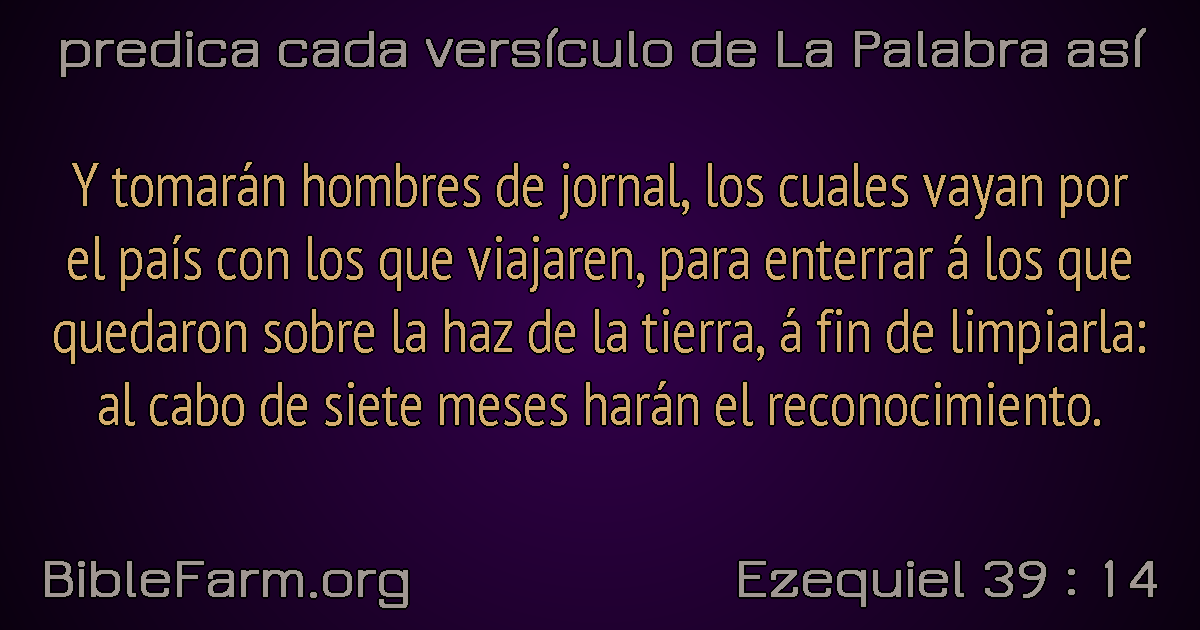 predica cada versículo de La Palabra así
Y tomarán hombres de jornal, los cuales vayan por
el país con los que viajaren, para enterrar á los que
quedaron sobre la haz de la tierra, á fin de limpiarla:
al cabo de siete meses harán el reconocimiento.
BibleFarm.org
Ezequiel 39 : 14